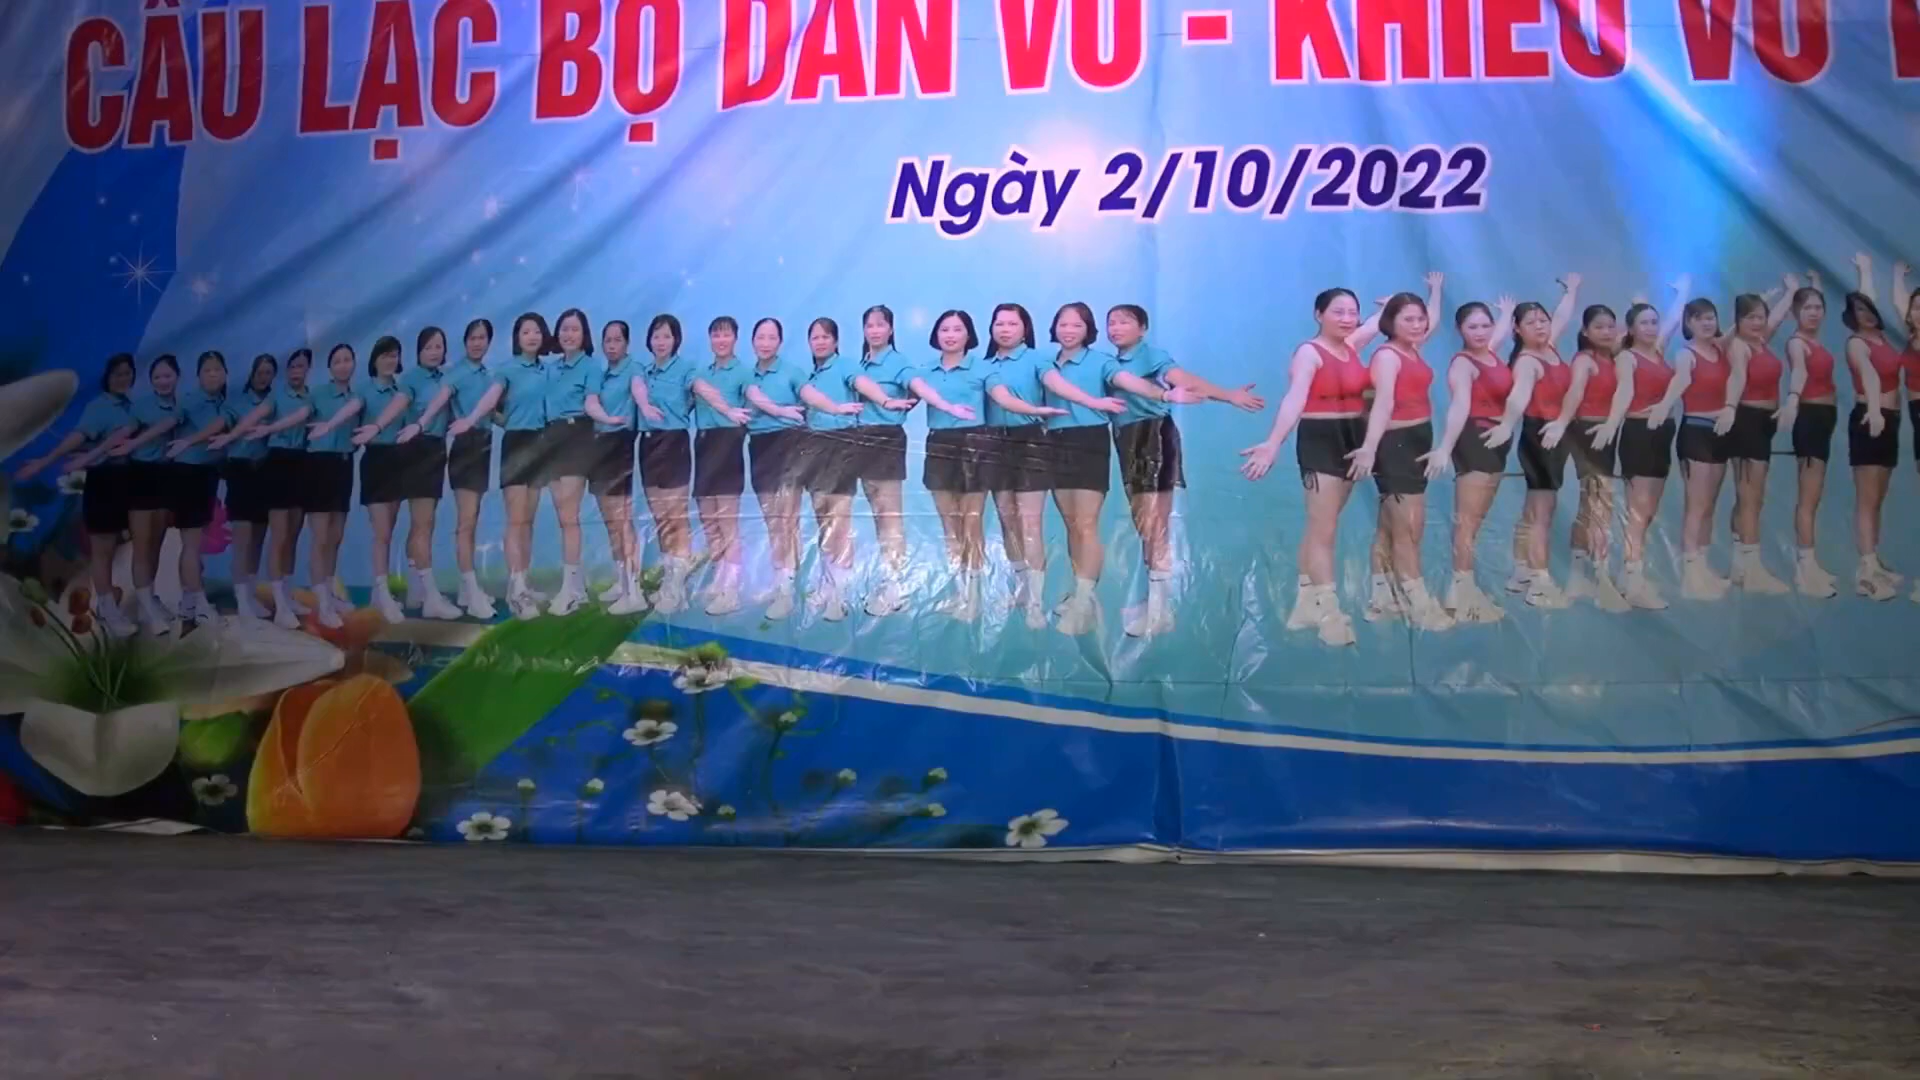 CÂU LẠC BỘ DÂN VŨ - KHIÊU VŨ
Ngày 2/10/2022